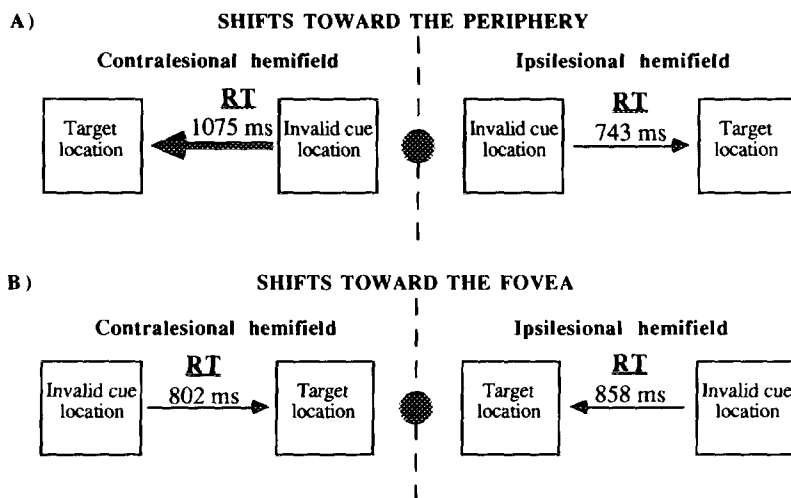 A) SHIFTS TOWARD THE PERIPHERY
Contralesional hemifield Ipsilesional hemifield
RT RT
Target location 1075 ms Invalid cue location Invalid cue location 743 ms Target location
B) SHIFTS TOWARD THE FOVEA
Contralesional hemifield Ipsilesional hemifield
RT RT
Invalid cue location 802 ms Target location Target location 858 ms Invalid cue location